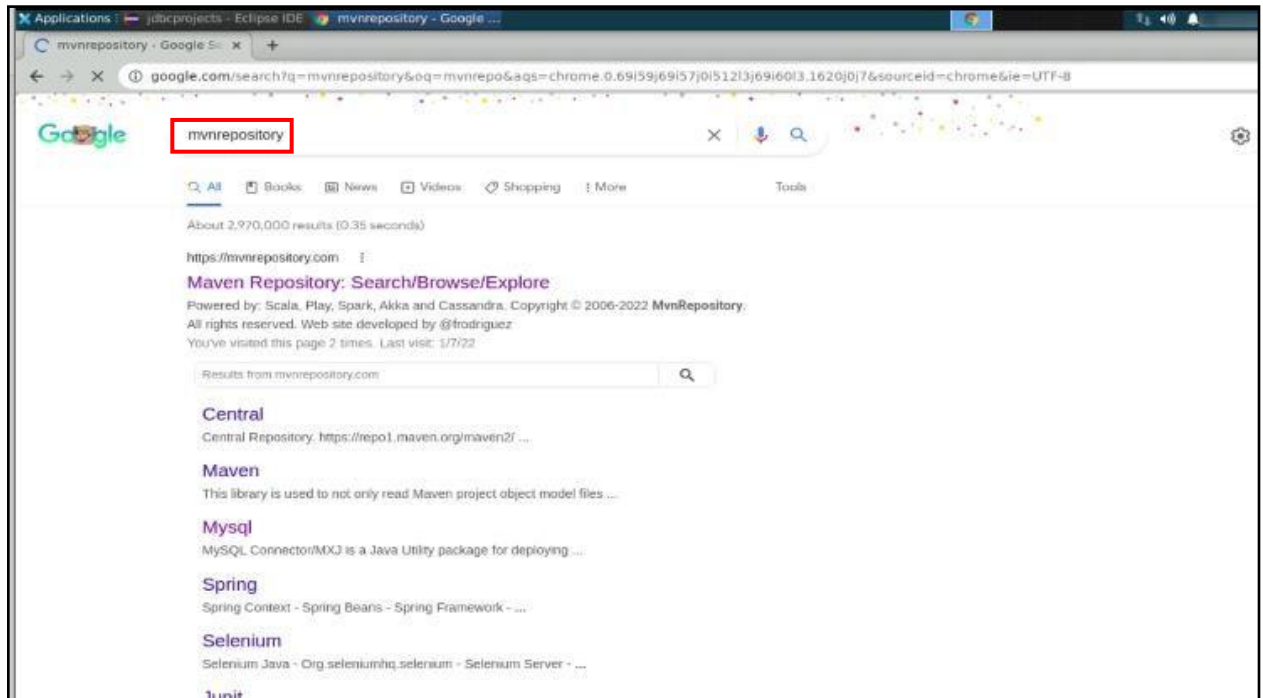 Applications : jdbcprojects - Eclipse IDE mvnrepository - Google ...
mvnrepository - Google Se × +
google.com/search?q=mvnrepository&oq=mvnrepo&aqs=chrome.0.69i59j69i57j0i512l3j69i60l3.1620j0j7&sourceid=chrome&ie=UTF-8
Google mvnrepository
All Books News Videos Shopping More Tools
About 2,970,000 results (0.35 seconds)
https://mvnrepository.com
Maven Repository: Search/Browse/Explore
Powered by: Scala, Play, Spark, Akka and Cassandra. Copyright © 2006-2022 MvnRepository.
All rights reserved. Web site developed by @frodriguez
You've visited this page 2 times. Last visit: 1/7/22
Results from mvnrepository.com
Central
Central Repository. https://repo1.maven.org/maven2/ ...
Maven
This library is used to not only read Maven project object model files ...
Mysql
MySQL Connector/MXJ is a Java Utility package for deploying ...
Spring
Spring Context - Spring Beans - Spring Framework - ...
Selenium
Selenium Java - Org.seleniumhq.selenium - Selenium Server - ...
Junit